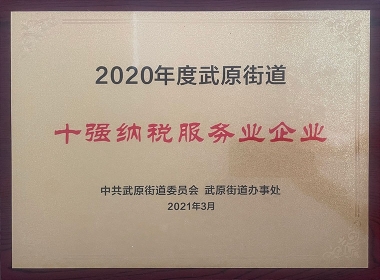 2020年度武原街道
十强纳税服务业企业
中共武原街道委员会 武原街道办事处
2021年3月